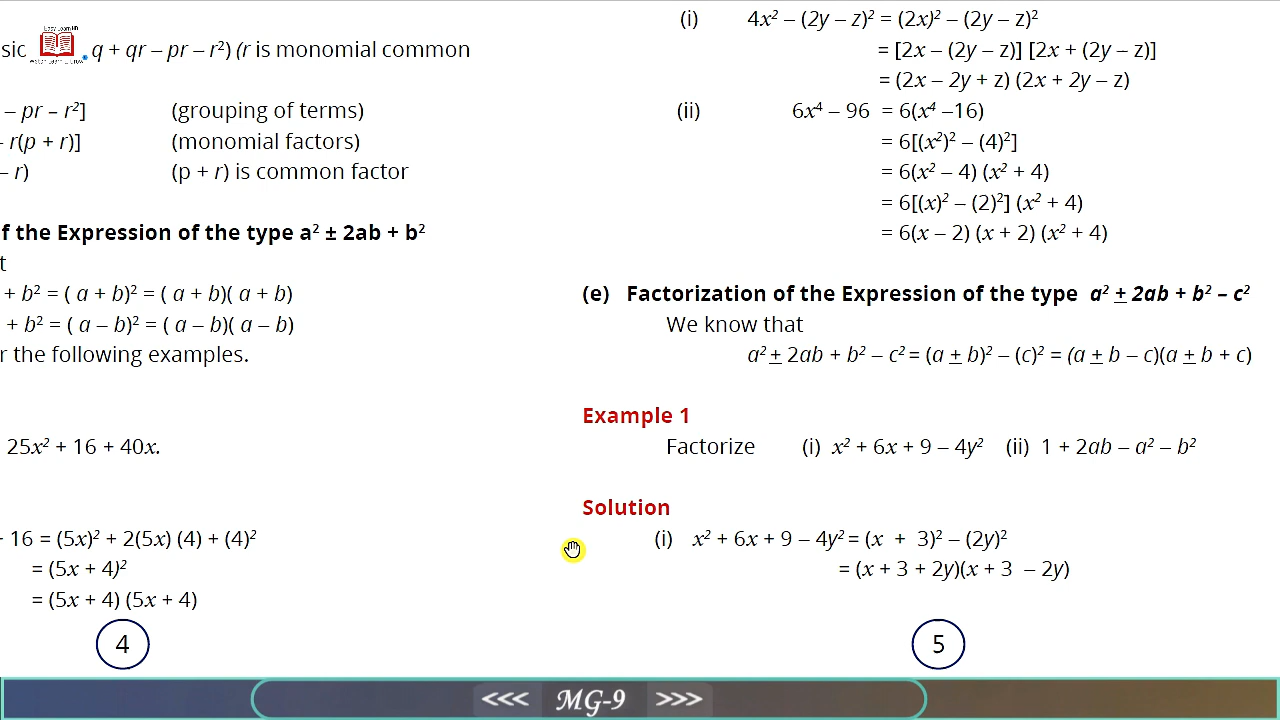 sic q + qr – pr – r²) (r is monomial common
– pr – r²] (grouping of terms)
r(p + r)] (monomial factors)
– r) (p + r) is common factor
f the Expression of the type a² ± 2ab + b²
t
+ b² = ( a + b)² = ( a + b)( a + b)
+ b² = ( a – b)² = ( a – b)( a – b)
r the following examples.
25x² + 16 + 40x.
+ 16 = (5x)² + 2(5x) (4) + (4)²
= (5x + 4)²
= (5x + 4) (5x + 4)
4
(i) 4x² – (2y – z)² = (2x)² – (2y – z)²
= [2x – (2y – z)] [2x + (2y – z)]
= (2x – 2y + z) (2x + 2y – z)
(ii) 6x⁴ – 96 = 6(x⁴ –16)
= 6[(x²)² – (4)²]
= 6(x² – 4) (x² + 4)
= 6[(x)² – (2)²] (x² + 4)
= 6(x – 2) (x + 2) (x² + 4)
(e) Factorization of the Expression of the type a² ± 2ab + b² – c²
We know that
a² ± 2ab + b² – c² = (a ± b)² – (c)² = (a ± b – c)(a ± b + c)
Example 1
Factorize (i) x² + 6x + 9 – 4y² (ii) 1 + 2ab – a² – b²
Solution
(i) x² + 6x + 9 – 4y² = (x + 3)² – (2y)²
= (x + 3 + 2y)(x + 3 – 2y)
5
<<< MG-9 >>>